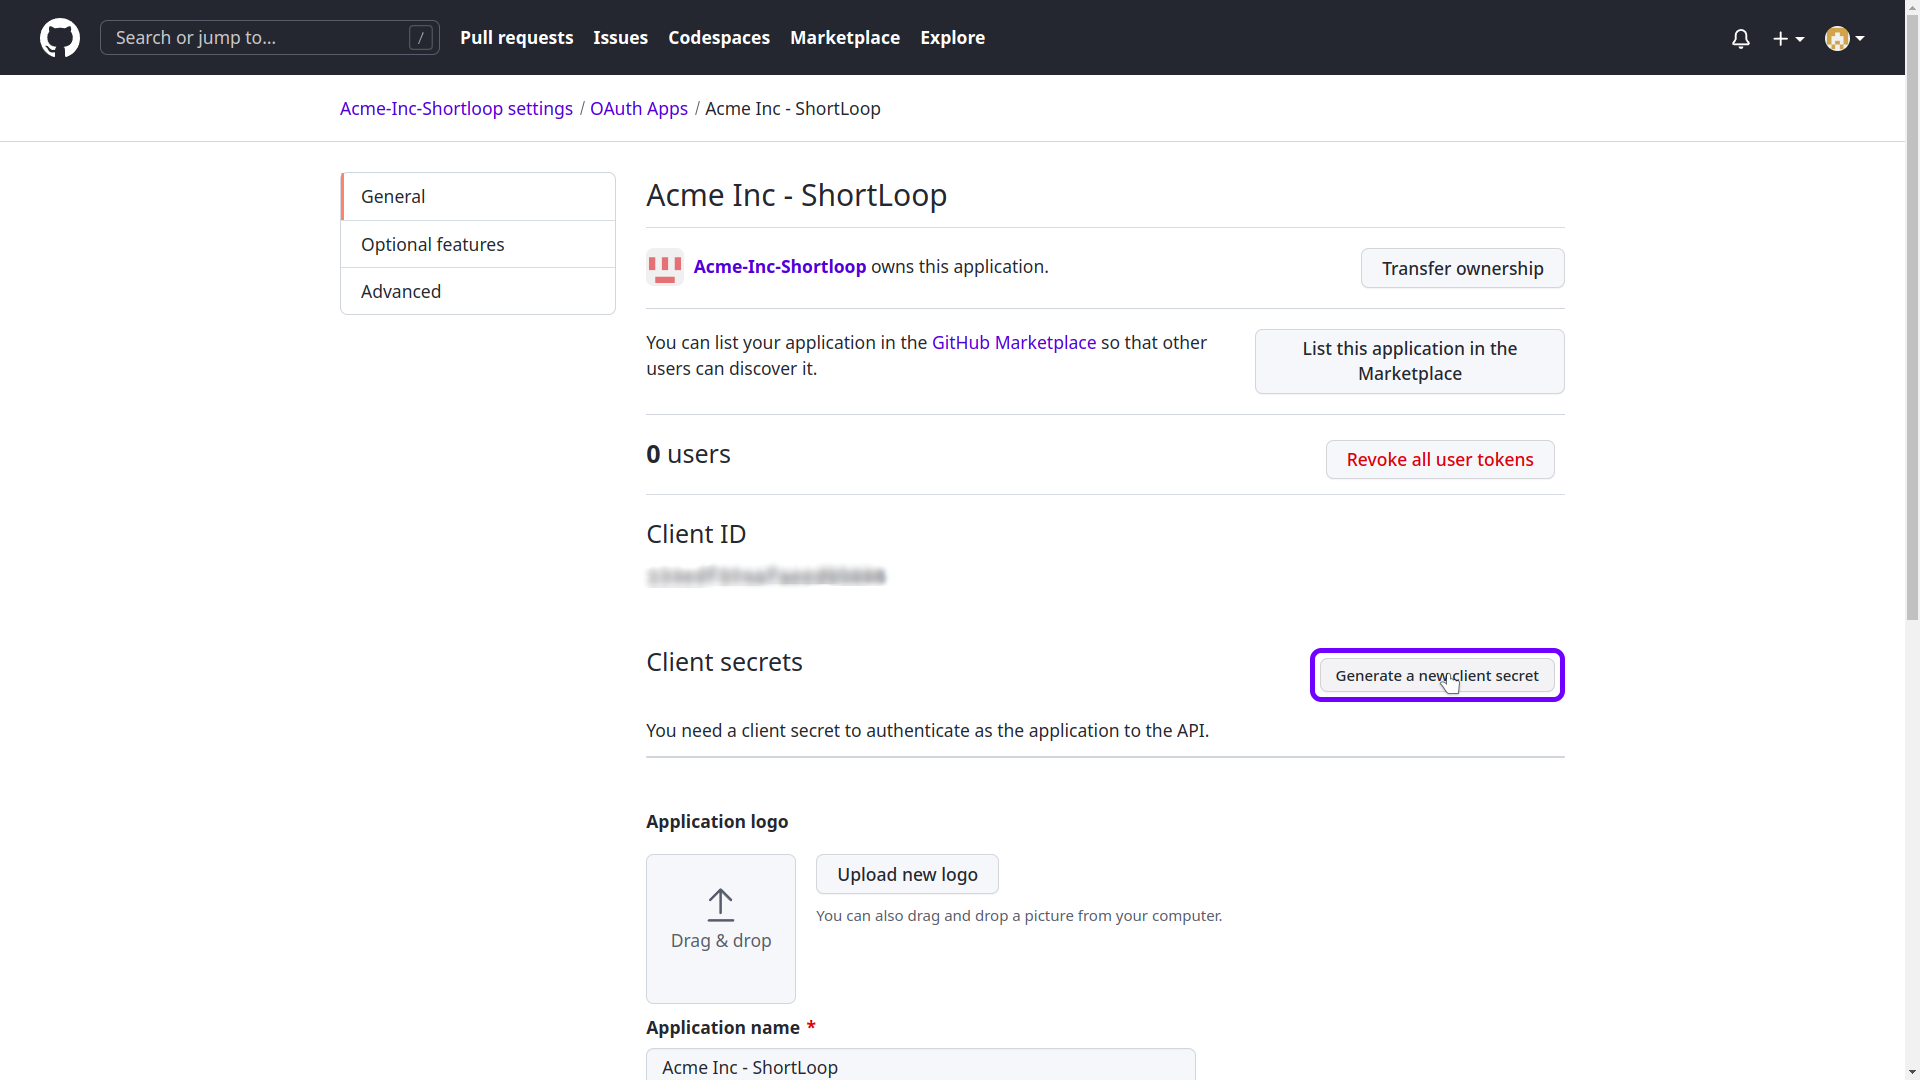 Search or jump to... /
Pull requests
Issues
Codespaces
Marketplace
Explore
Acme-Inc-Shortloop settings / OAuth Apps / Acme Inc - ShortLoop
General
Optional features
Advanced
Acme Inc - ShortLoop
Acme-Inc-Shortloop owns this application.
Transfer ownership
You can list your application in the GitHub Marketplace so that other
users can discover it.
List this application in the
Marketplace
0 users
Revoke all user tokens
Client ID
Client secrets
Generate a new client secret
You need a client secret to authenticate as the application to the API.
Application logo
Drag & drop
Upload new logo
You can also drag and drop a picture from your computer.
Application name *
Acme Inc - ShortLoop